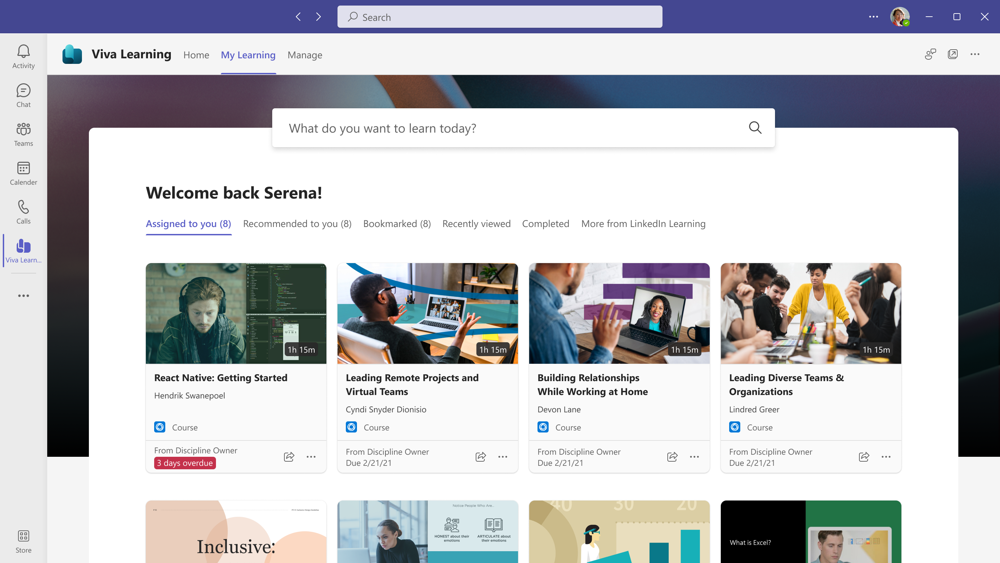 Search
Activity
Chat
Teams
Calender
Calls
Viva Learn...
Store
Viva Learning
Home
My Learning
Manage
What do you want to learn today?
Welcome back Serena!
Assigned to you (8)
Recommended to you (8)
Bookmarked (8)
Recently viewed
Completed
More from LinkedIn Learning
1h 15m
React Native: Getting Started
Hendrik Swanepoel
Course
From Discipline Owner
3 days overdue
1h 15m
Leading Remote Projects and
Virtual Teams
Cyndi Snyder Dionisio
Course
From Discipline Owner
Due 2/21/21
1h 15m
Building Relationships
While Working at Home
Devon Lane
Course
From Discipline Owner
Due 2/21/21
1h 15m
Leading Diverse Teams &
Organizations
Lindred Greer
Course
From Discipline Owner
Due 2/21/21
FY 21 Inclusive Design Guideline
Inclusive:
Notice People Who Are...
HONEST about their
emotions
ARTICULATE about
their emotions
40
30
20
What is Excel?